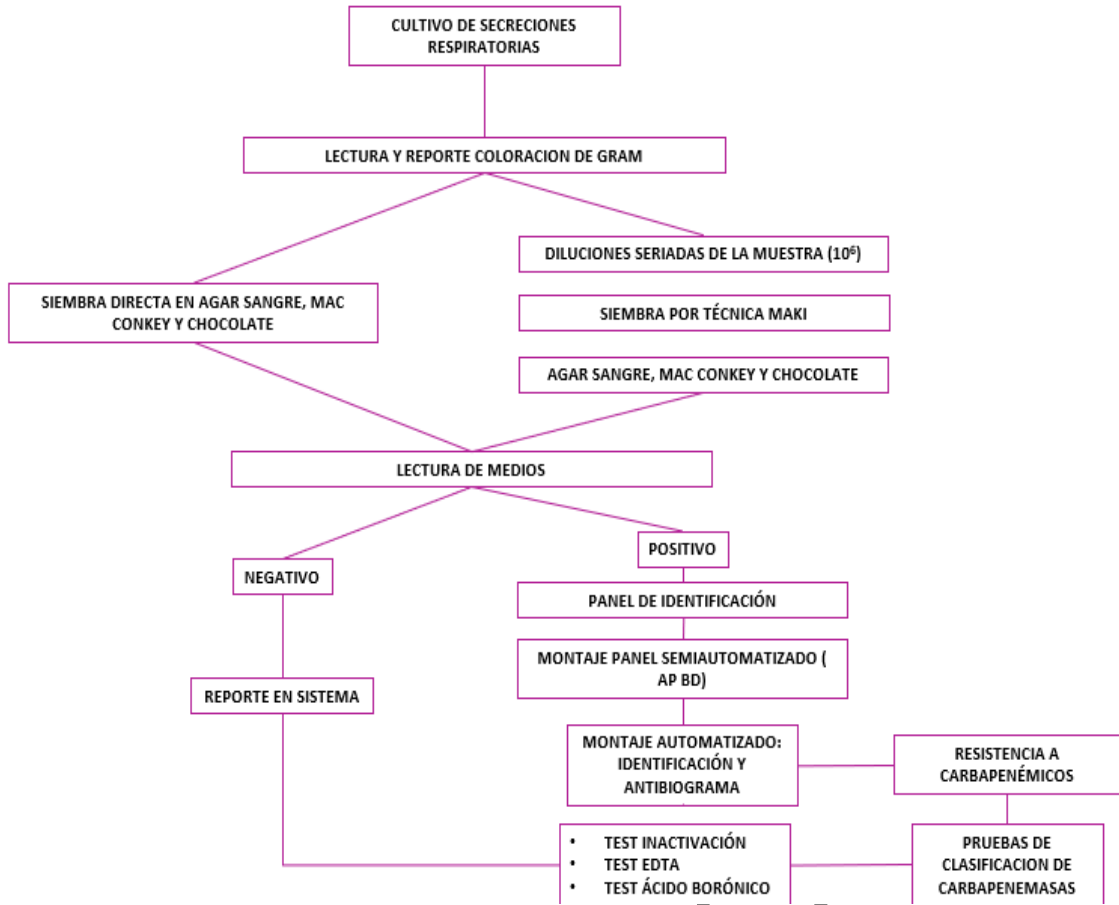 CULTIVO DE SECRECIONES
RESPIRATORIAS
LECTURA Y REPORTE COLORACION DE GRAM
DILUCIONES SERIADAS DE LA MUESTRA (10⁶)
SIEMBRA DIRECTA EN AGAR SANGRE, MAC
CONKEY Y CHOCOLATE
SIEMBRA POR TÉCNICA MAKI
AGAR SANGRE, MAC CONKEY Y CHOCOLATE
LECTURA DE MEDIOS
NEGATIVO
POSITIVO
PANEL DE IDENTIFICACIÓN
MONTAJE PANEL SEMIAUTOMATIZADO (
AP BD)
REPORTE EN SISTEMA
MONTAJE AUTOMATIZADO:
IDENTIFICACIÓN Y
ANTIBIOGRAMA
RESISTENCIA A
CARBAPENÉMICOS
• TEST INACTIVACIÓN
• TEST EDTA
• TEST ÁCIDO BORÓNICO
PRUEBAS DE
CLASIFICACION DE
CARBAPENEMASAS